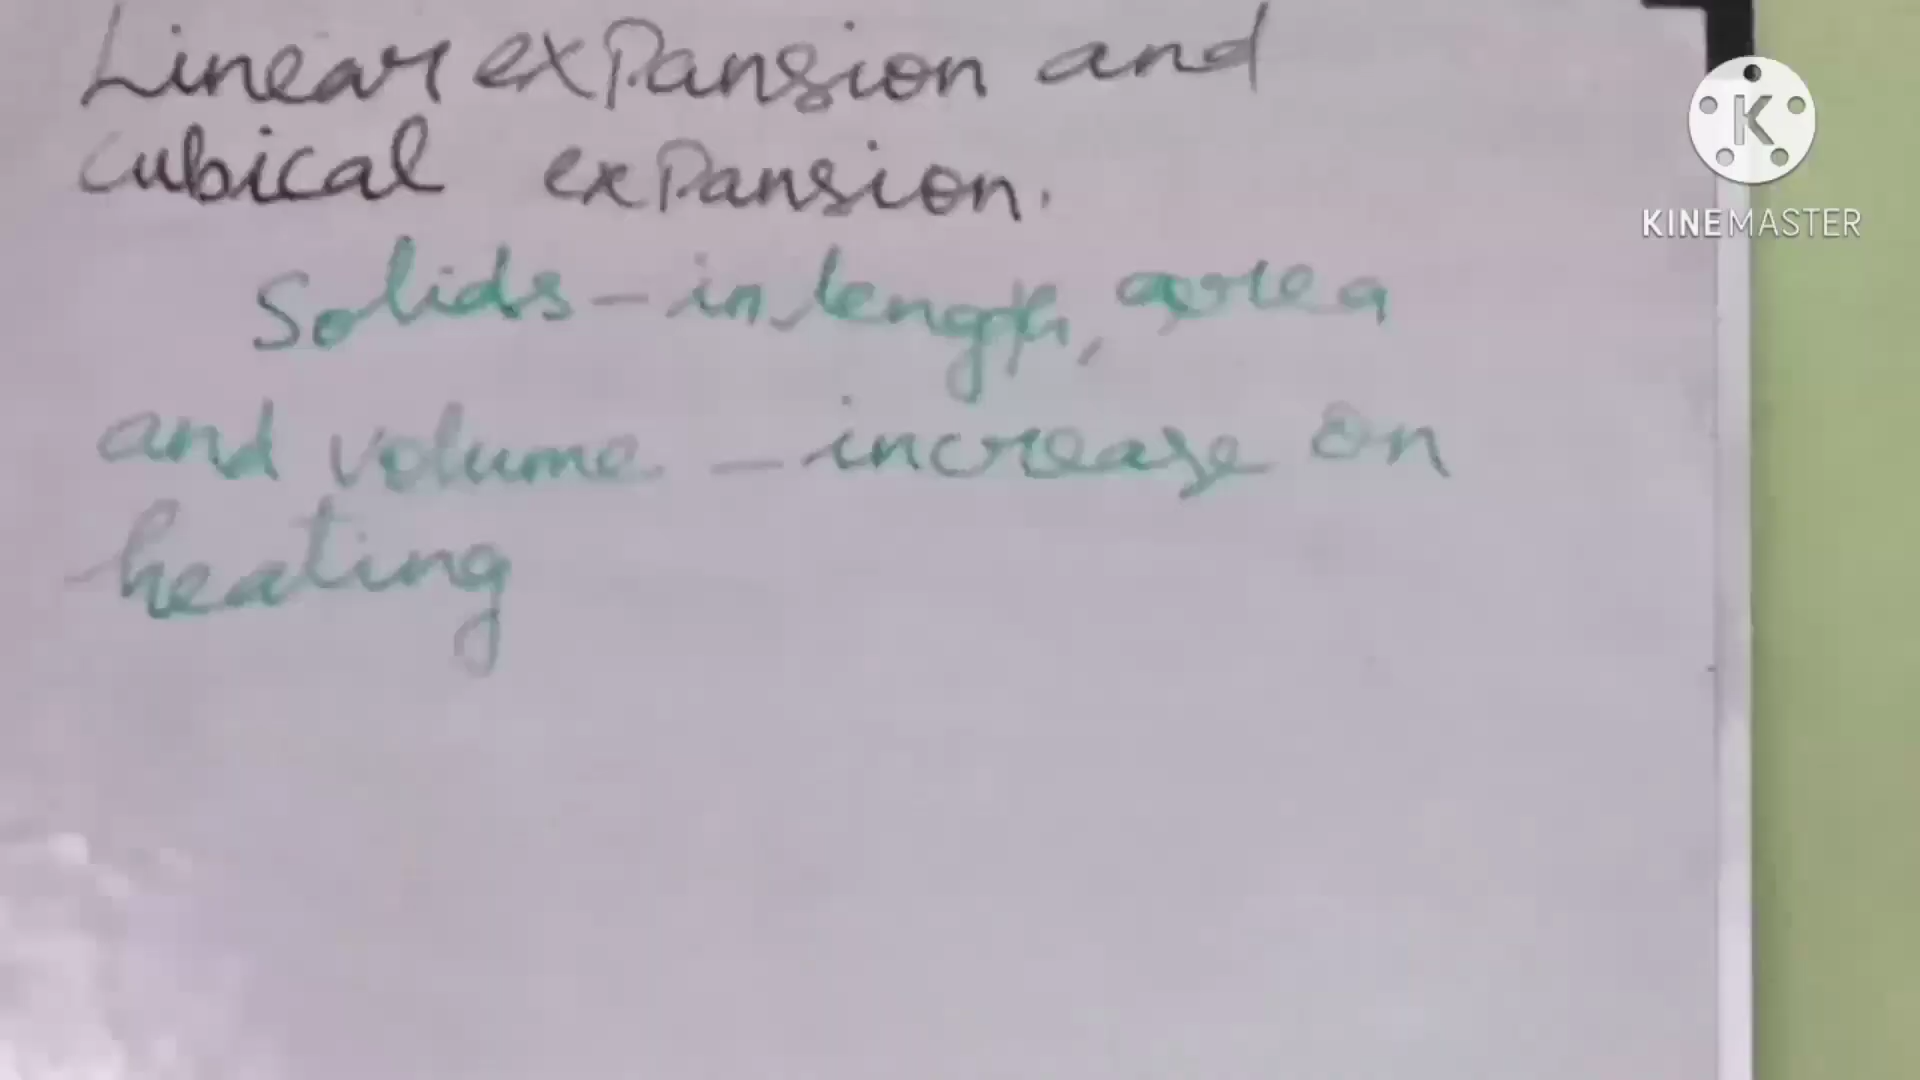 Linear expansion and
cubical expansion.
Solids - in length, area
and volume - increase on
heating
K
KINEMASTER